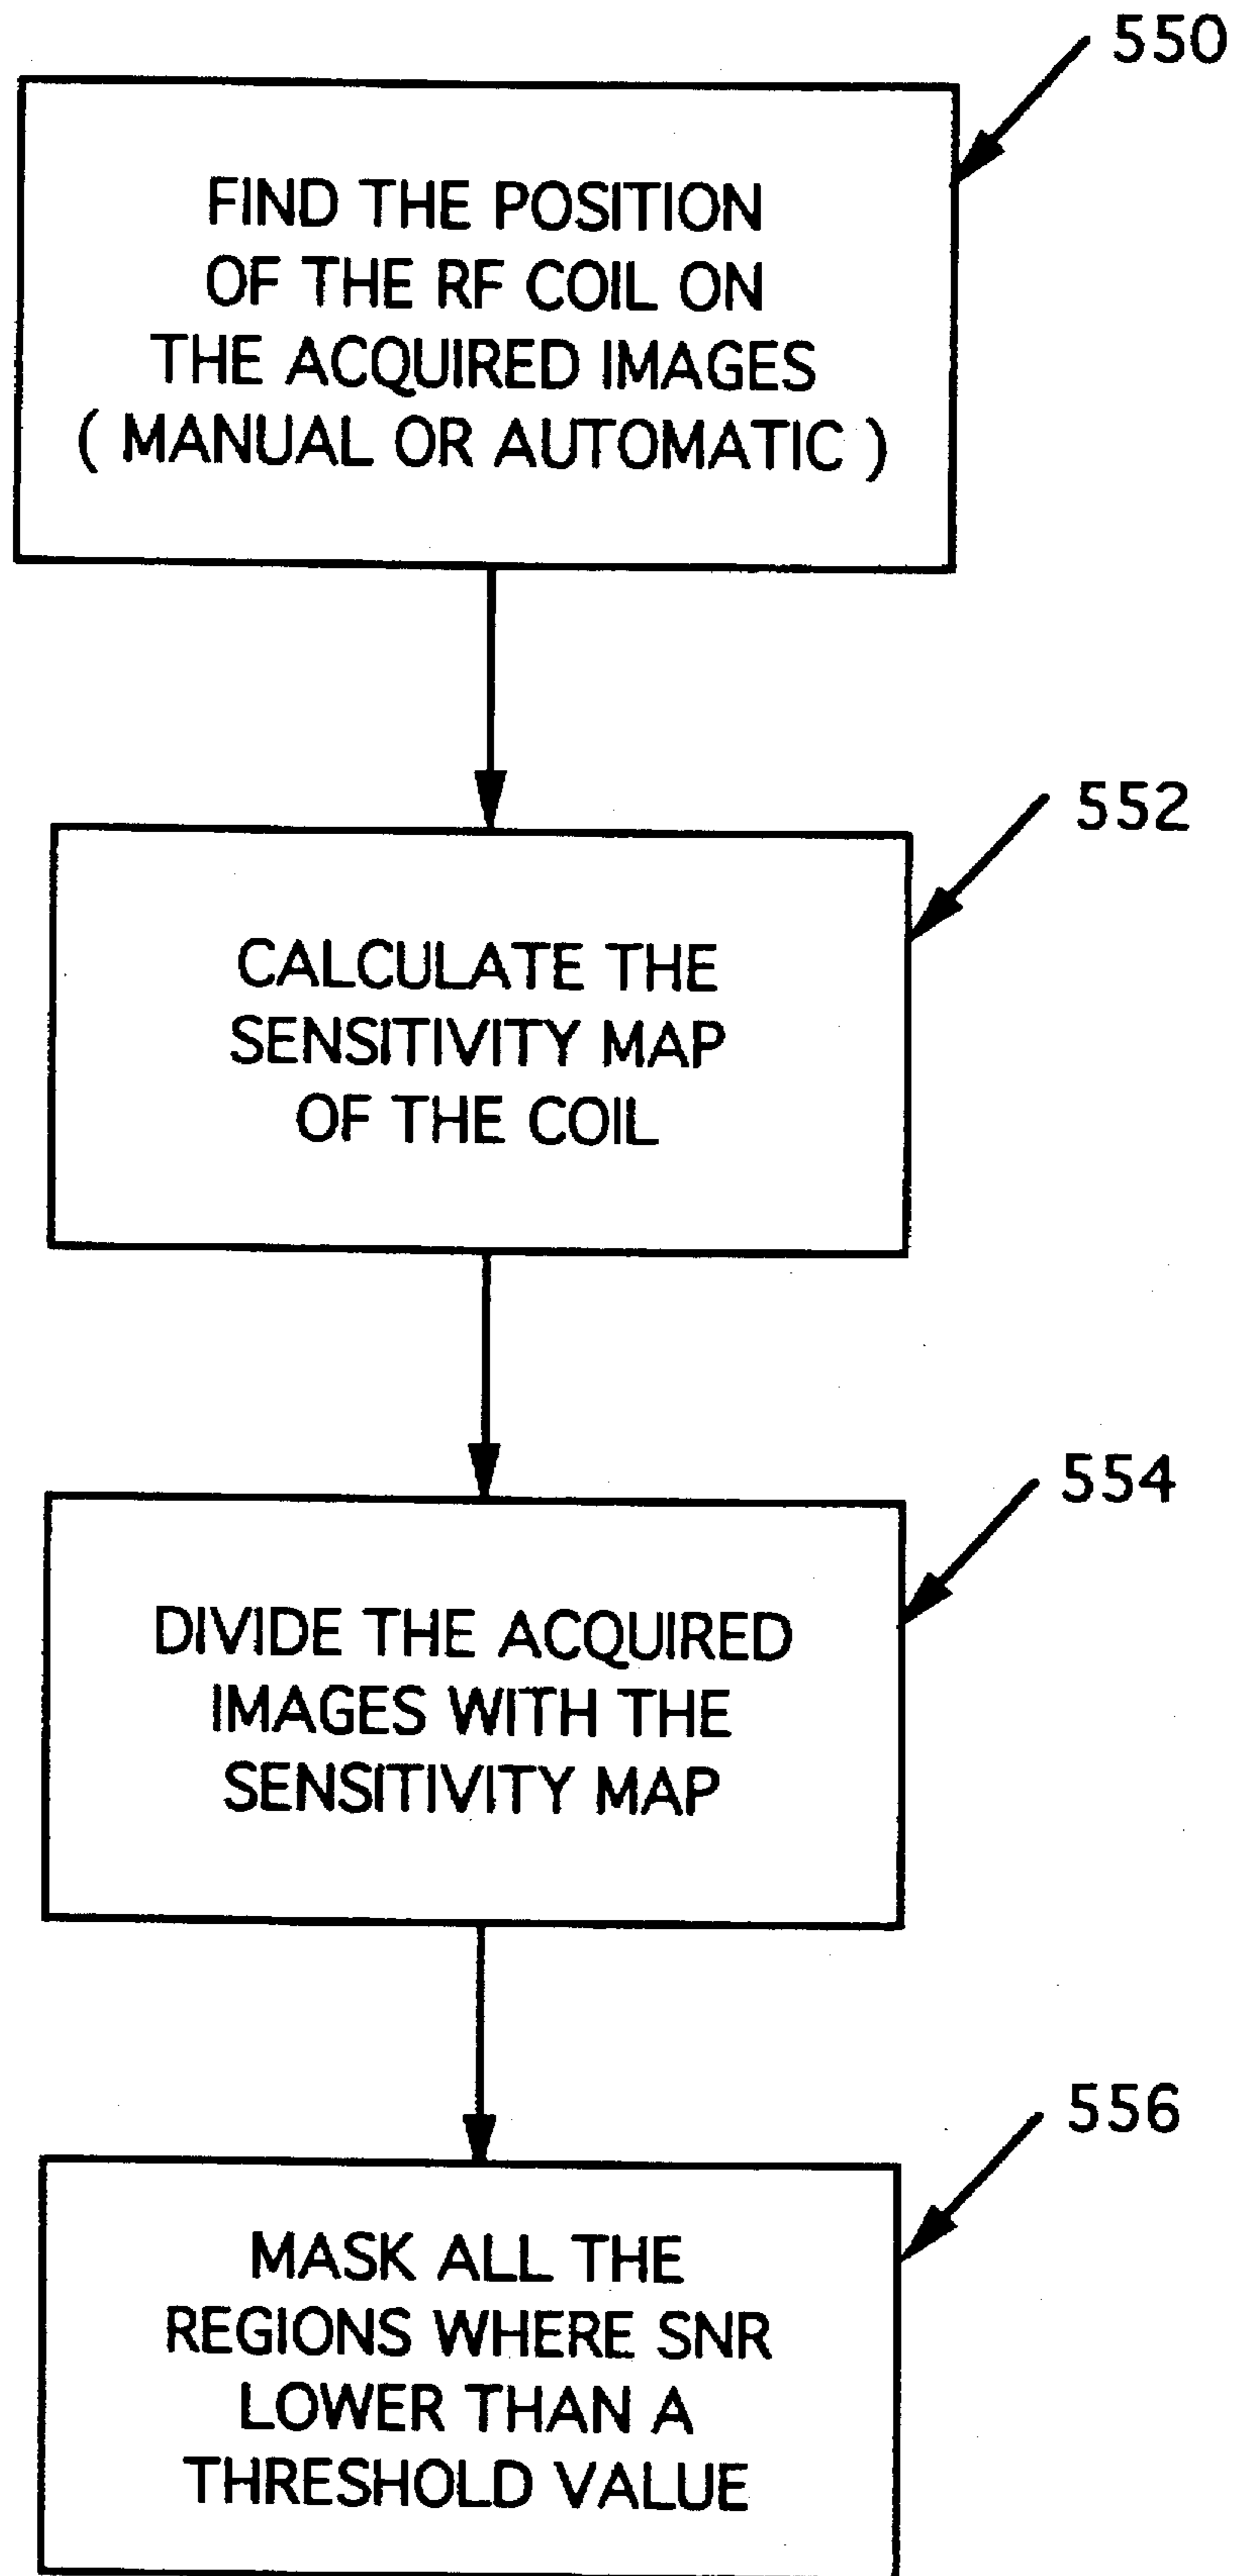 550
FIND THE POSITION
OF THE RF COIL ON
THE ACQUIRED IMAGES
( MANUAL OR AUTOMATIC )
552
CALCULATE THE
SENSITIVITY MAP
OF THE COIL
554
DIVIDE THE ACQUIRED
IMAGES WITH THE
SENSITIVITY MAP
556
MASK ALL THE
REGIONS WHERE SNR
LOWER THAN A
THRESHOLD VALUE